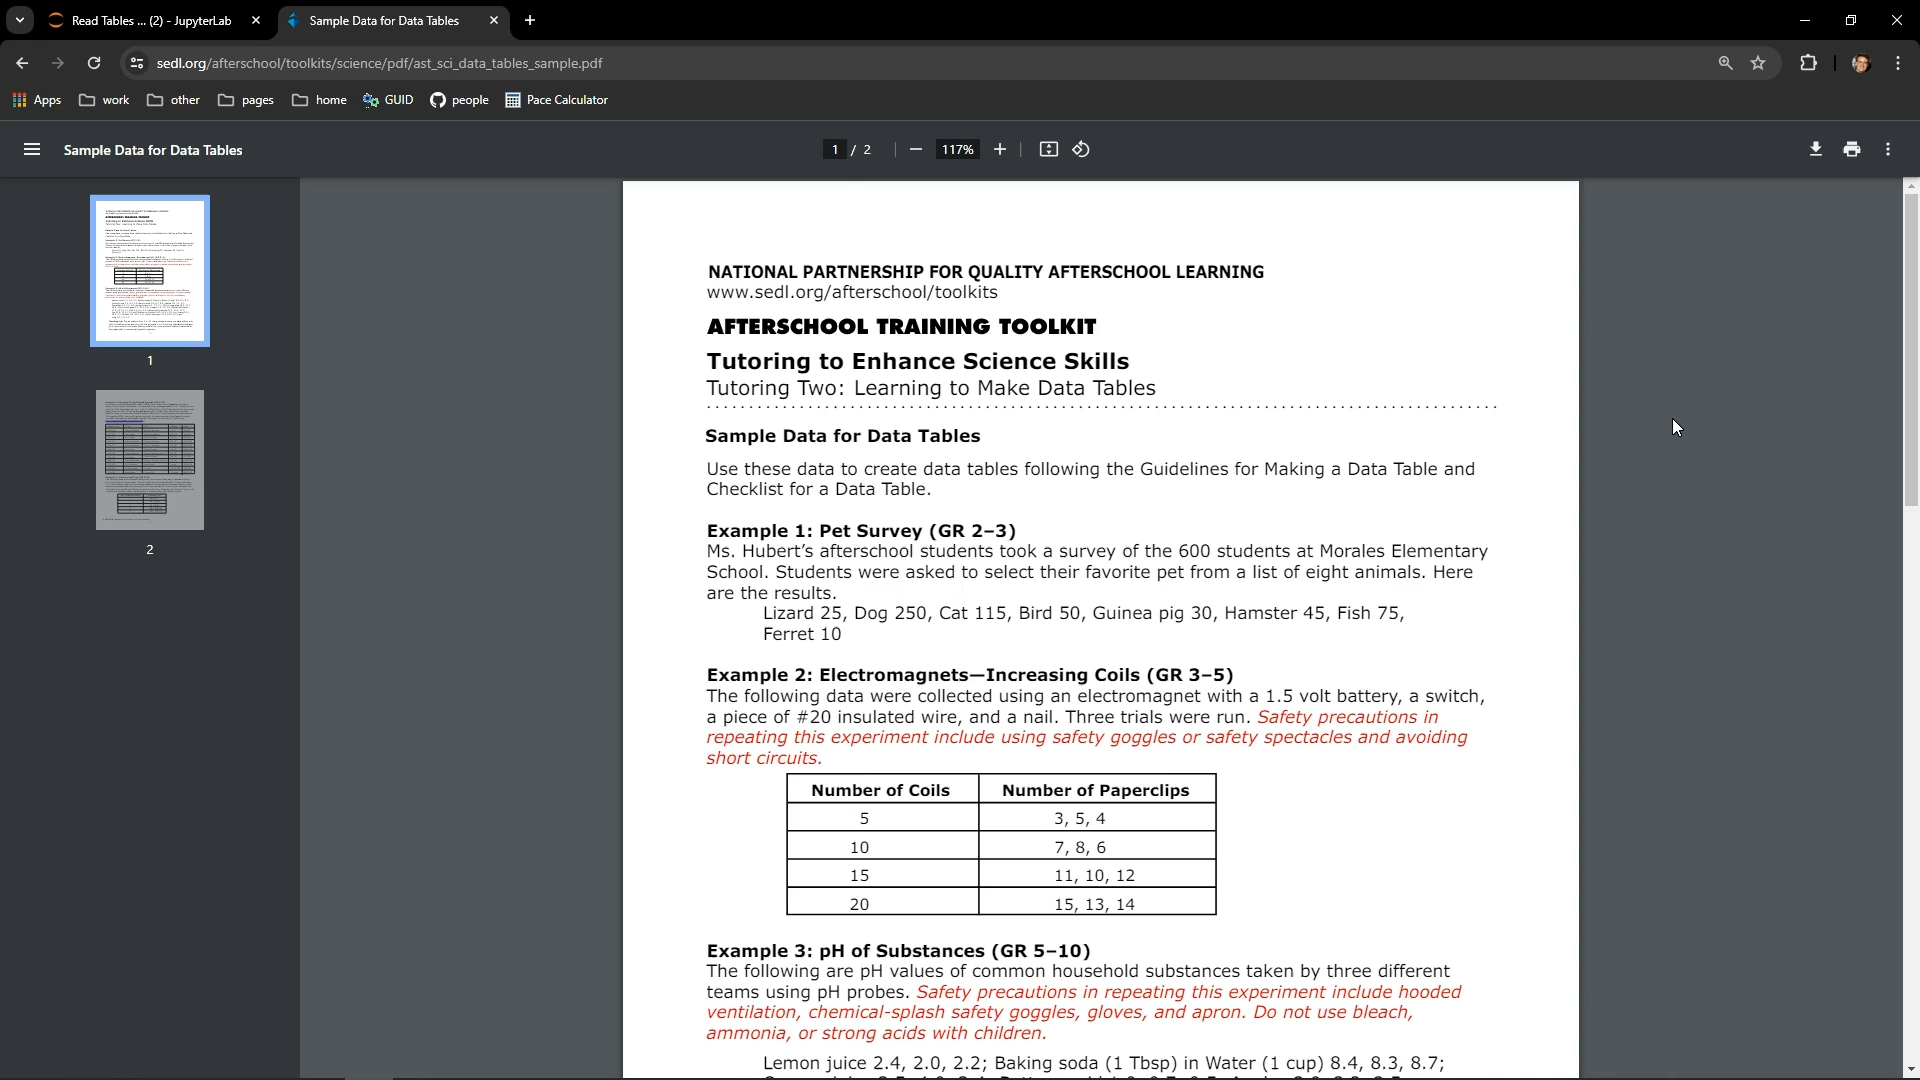 Read Tables ... (2) - JupyterLab
Sample Data for Data Tables
sedl.org/afterschool/toolkits/science/pdf/ast_sci_data_tables_sample.pdf
Apps work other pages home GUID people Pace Calculator
Sample Data for Data Tables
1 / 2
117%
1
2
NATIONAL PARTNERSHIP FOR QUALITY AFTERSCHOOL LEARNING
www.sedl.org/afterschool/toolkits
AFTERSCHOOL TRAINING TOOLKIT
Tutoring to Enhance Science Skills
Tutoring Two: Learning to Make Data Tables
Sample Data for Data Tables
Use these data to create data tables following the Guidelines for Making a Data Table and
Checklist for a Data Table.
Example 1: Pet Survey (GR 2–3)
Ms. Hubert’s afterschool students took a survey of the 600 students at Morales Elementary
School. Students were asked to select their favorite pet from a list of eight animals. Here
are the results.
Lizard 25, Dog 250, Cat 115, Bird 50, Guinea pig 30, Hamster 45, Fish 75,
Ferret 10
Example 2: Electromagnets—Increasing Coils (GR 3–5)
The following data were collected using an electromagnet with a 1.5 volt battery, a switch,
a piece of #20 insulated wire, and a nail. Three trials were run. Safety precautions in
repeating this experiment include using safety goggles or safety spectacles and avoiding
short circuits.
Number of Coils Number of Paperclips
5 3, 5, 4
10 7, 8, 6
15 11, 10, 12
20 15, 13, 14
Example 3: pH of Substances (GR 5–10)
The following are pH values of common household substances taken by three different
teams using pH probes. Safety precautions in repeating this experiment include hooded
ventilation, chemical-splash safety goggles, gloves, and apron. Do not use bleach,
ammonia, or strong acids with children.
Lemon juice 2.4, 2.0, 2.2; Baking soda (1 Tbsp) in Water (1 cup) 8.4, 8.3, 8.7;